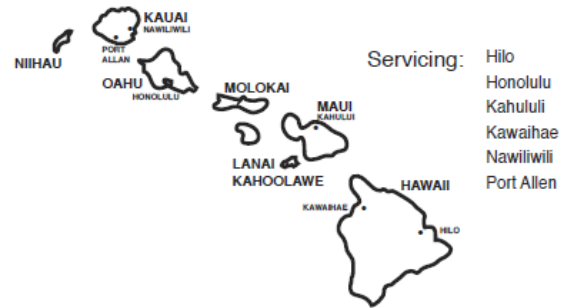 KAUAI
NAWILIWILI
PORT
ALLAN
NIIHAU
OAHU
HONOLULU
MOLOKAI
MAUI
KAHULUI
LANAI
KAHOOLAWE
HAWAII
KAWAIHAE
HILO
Servicing:
Hilo
Honolulu
Kahululi
Kawaihae
Nawiliwili
Port Allen